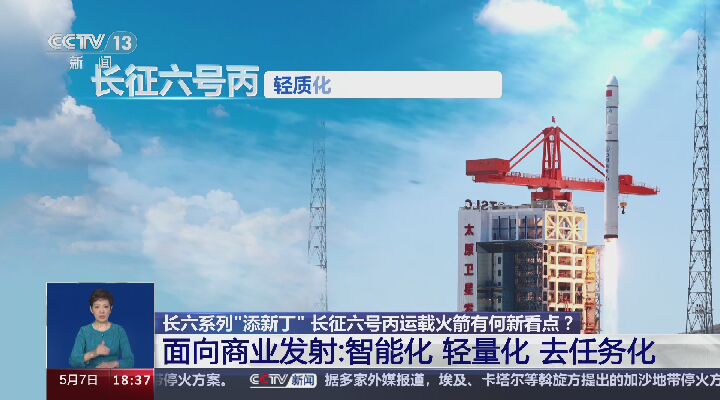 CCTV 13
新闻
长征六号丙 轻质化
TSLC
太原卫星发
长六系列"添新丁" 长征六号丙运载火箭有何新看点？
面向商业发射:智能化 轻量化 去任务化
5月7日 18:37 带停火方案。 CCTV新闻 据多家外媒报道，埃及、卡塔尔等斡旋方提出的加沙地带停火方